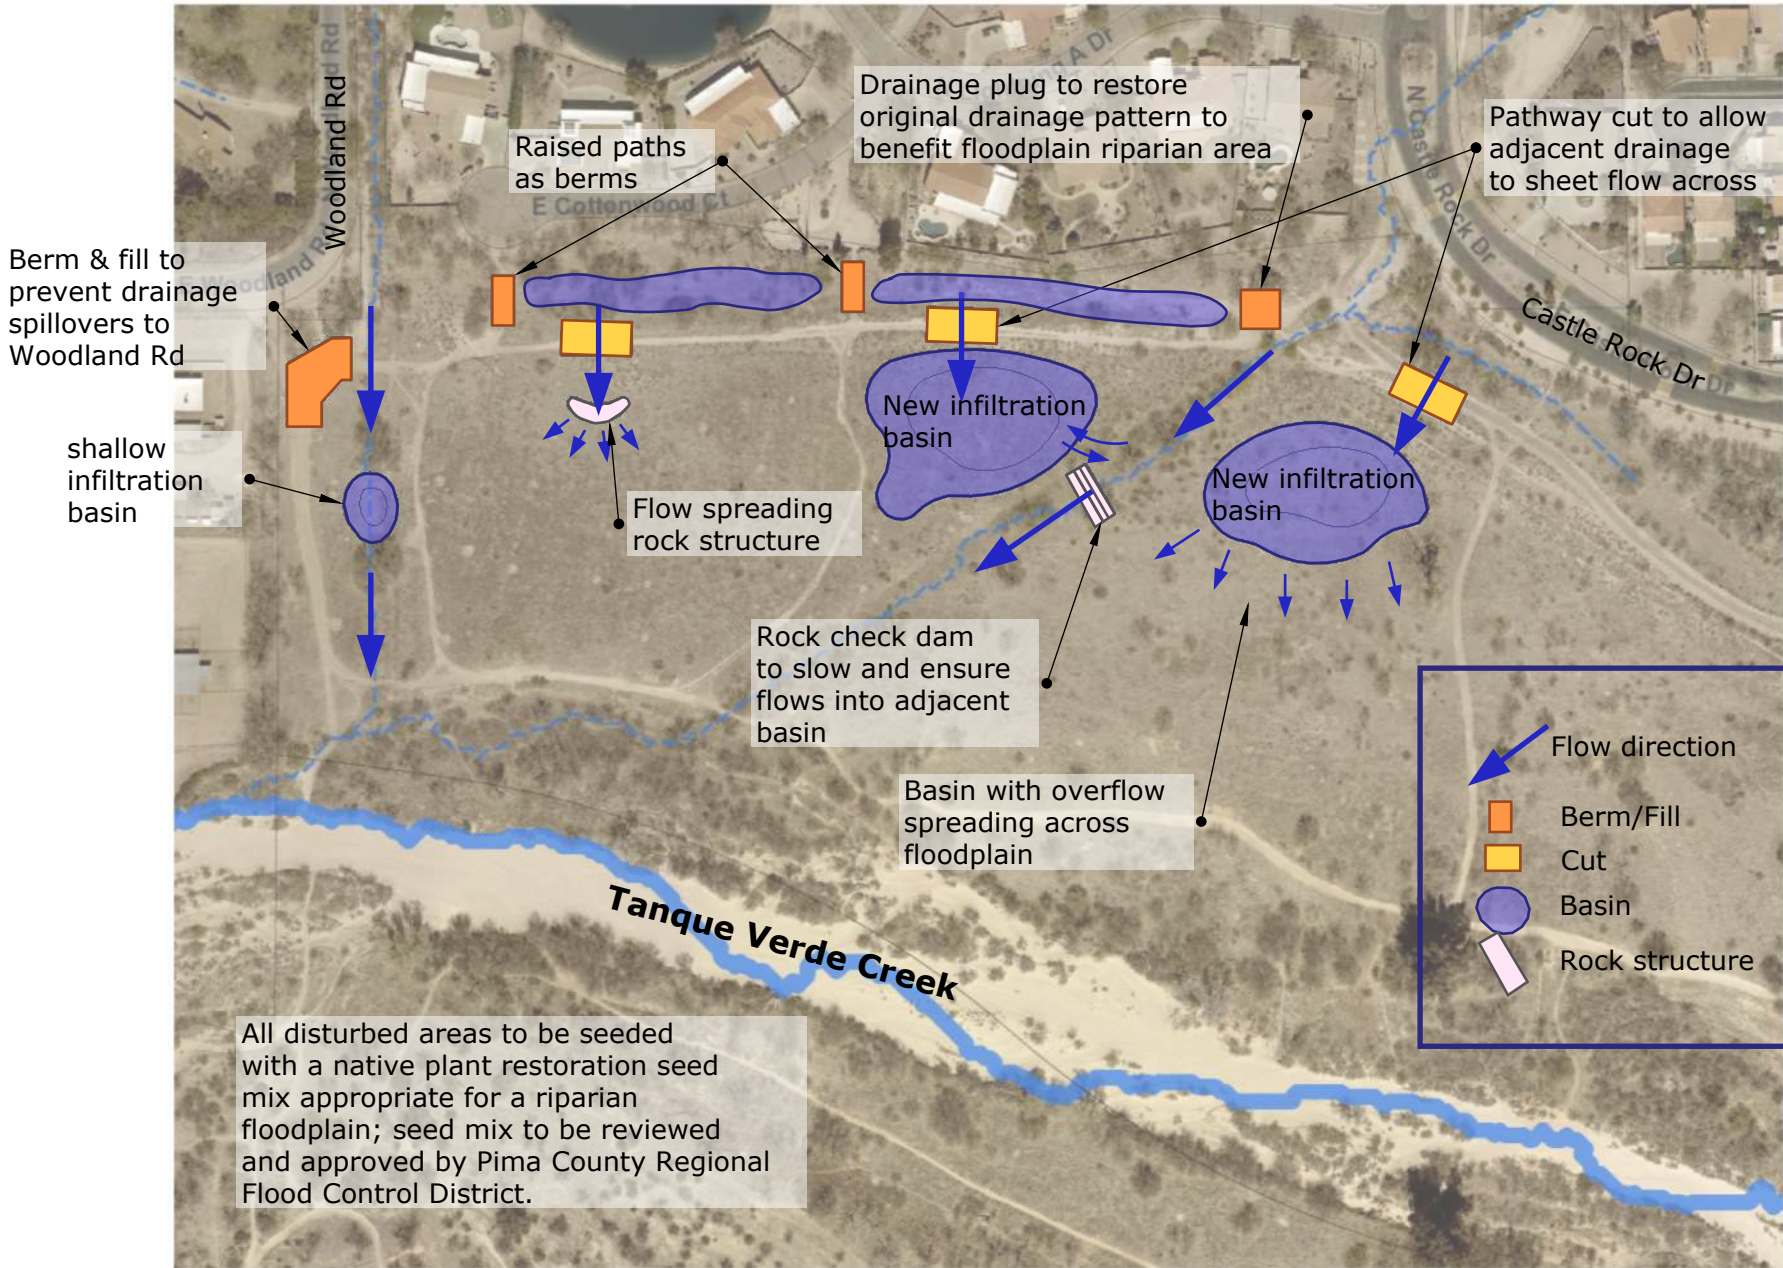 Woodland Rd
Woodland Rd
E Woodland R
E Cottonwood Ct
A Dr
N Castle Rock Dr
Castle Rock Dr
Drainage plug to restore
original drainage pattern to
benefit floodplain riparian area
Pathway cut to allow
adjacent drainage
to sheet flow across
Raised paths
as berms
Berm & fill to
prevent drainage
spillovers to
Woodland Rd
shallow
infiltration
basin
New infiltration
basin
New infiltration
basin
Flow spreading
rock structure
Rock check dam
to slow and ensure
flows into adjacent
basin
Basin with overflow
spreading across
floodplain
Flow direction
Berm/Fill
Cut
Basin
Rock structure
Tanque Verde Creek
All disturbed areas to be seeded
with a native plant restoration seed
mix appropriate for a riparian
floodplain; seed mix to be reviewed
and approved by Pima County Regional
Flood Control District.